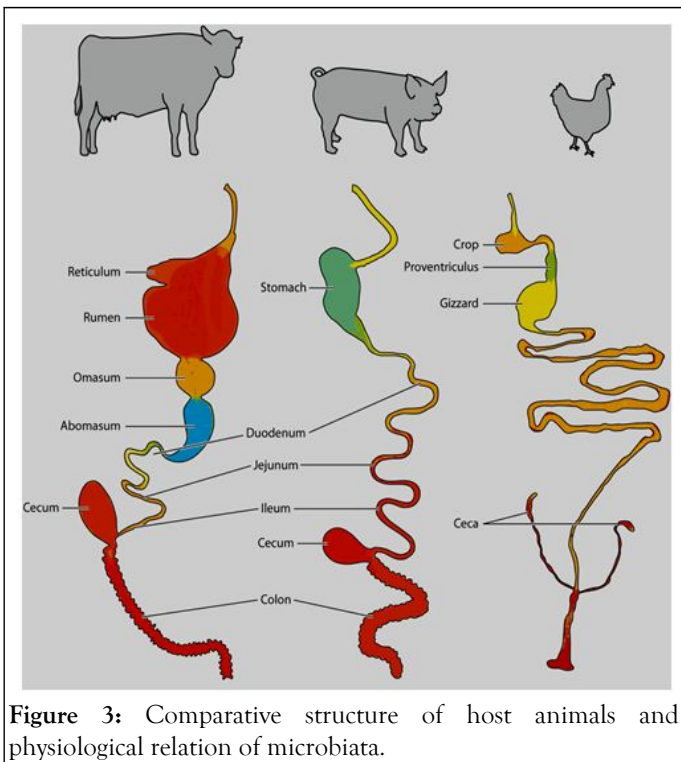 Reticulum
Rumen
Omasum
Abomasum
Cecum
Stomach
Duodenum
Jejunum
Ileum
Cecum
Colon
Crop
Proventriculus
Gizzard
Ceca
Figure 3: Comparative structure of host animals and
physiological relation of microbiata.